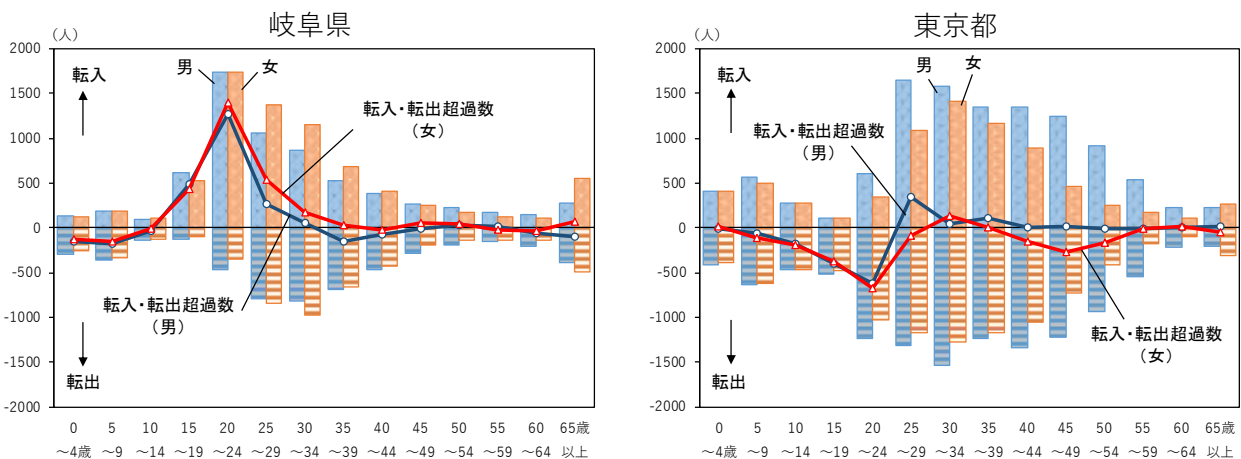 岐阜県
（人）
2000
1500
1000
500
0
-500
-1000
-1500
-2000
転入
男
女
転入・転出超過数
（女）
転入・転出超過数
（男）
転出
0 5 10 15 20 25 30 35 40 45 50 55 60 65歳
～4歳 ～9 ～14 ～19 ～24 ～29 ～34 ～39 ～44 ～49 ～54 ～59 ～64 以上
東京都
（人）
2000
1500
1000
500
0
-500
-1000
-1500
-2000
転入
男
女
転入・転出超過数
（男）
転入・転出超過数
（女）
転出
0 5 10 15 20 25 30 35 40 45 50 55 60 65歳
～4歳 ～9 ～14 ～19 ～24 ～29 ～34 ～39 ～44 ～49 ～54 ～59 ～64 以上